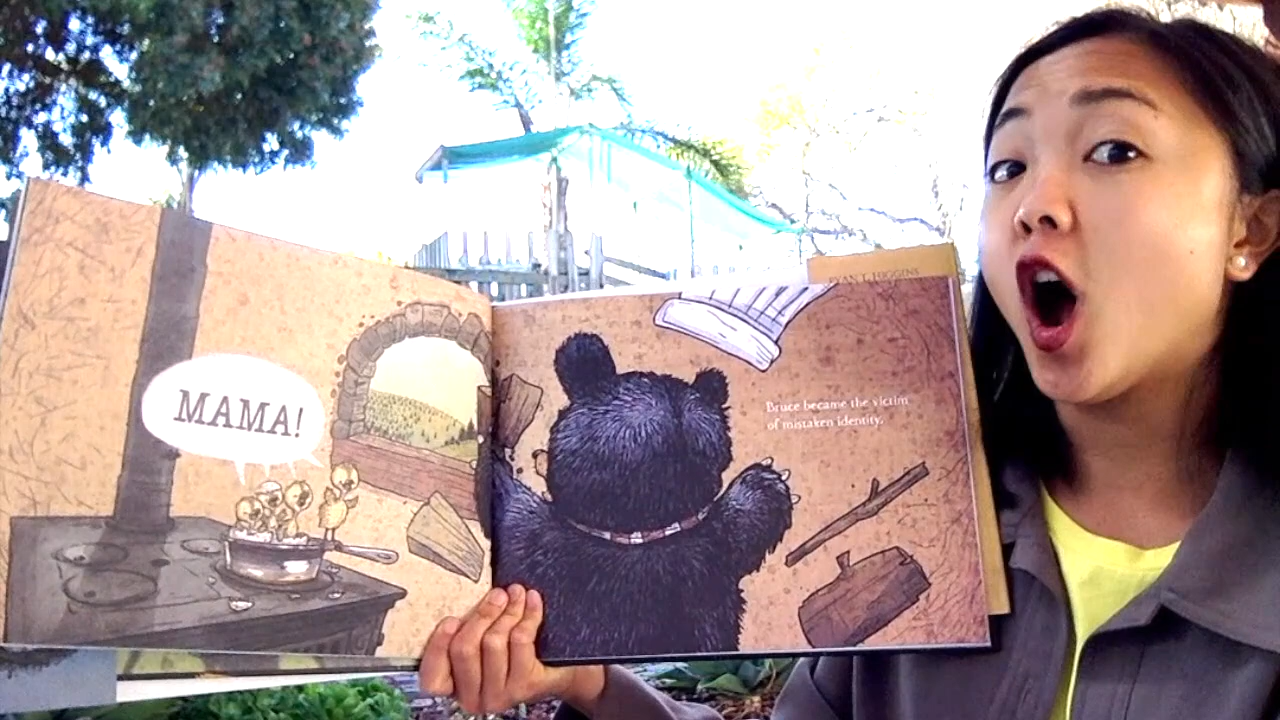 MAMA!
RYAN T. HIGGINS
Bruce became the victim
of mistaken identity.